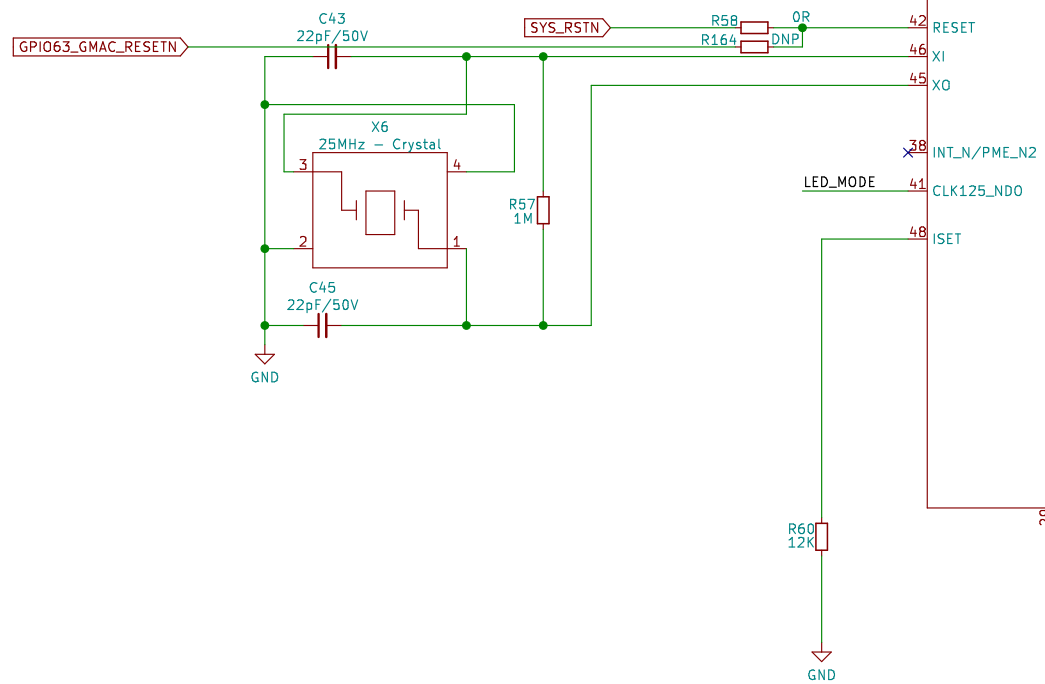 C43
22pF/50V
GPIO63_GMAC_RESETN
SYS_RSTN
R58
0R
R164
DNP
42
RESET
46
XI
45
XO
X6
25MHz - Crystal
3
4
2
1
R57
1M
38
INT_N/PME_N2
LED_MODE
41
CLK125_NDO
48
ISET
C45
22pF/50V
GND
R60
12K
GND